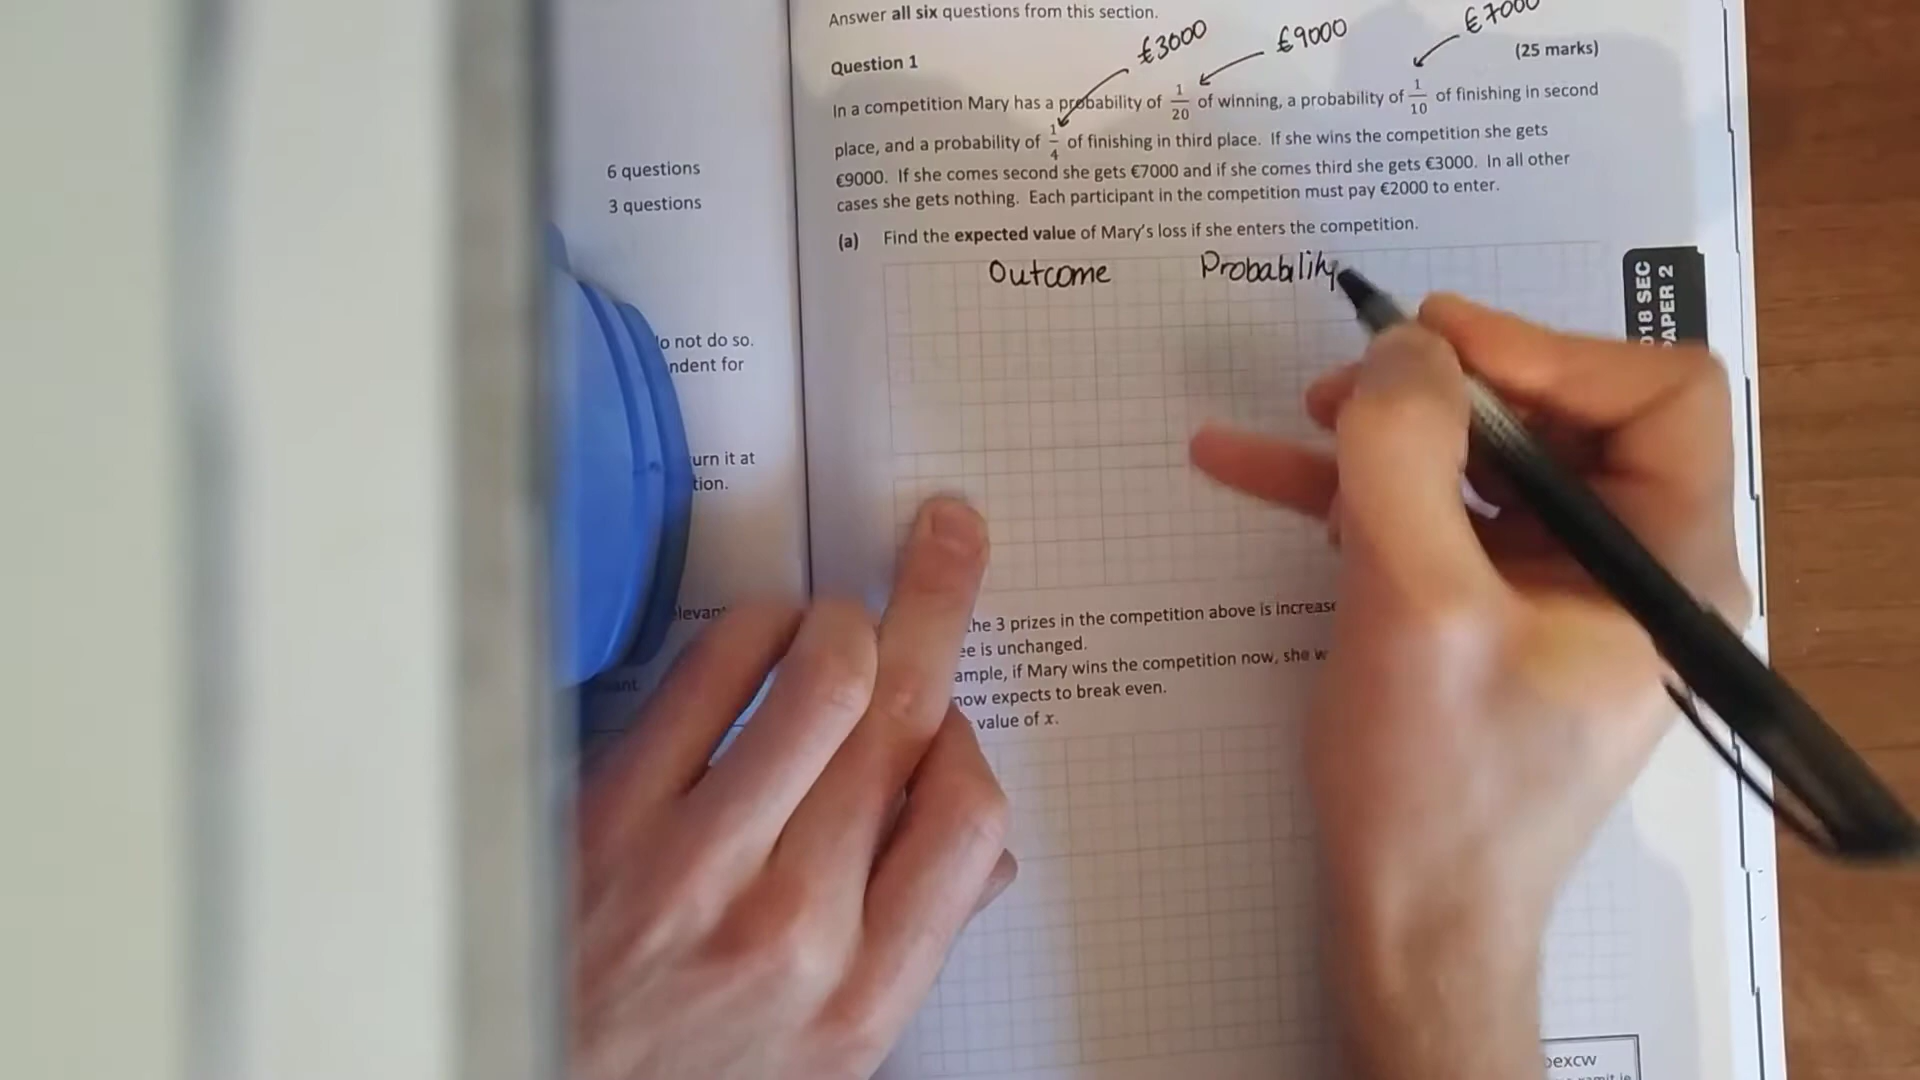 Answer all six questions from this section.
€3000
€9000
€7000
Question 1
(25 marks)
In a competition Mary has a probability of 1/20 of winning, a probability of 1/10 of finishing in second
place, and a probability of 1/4 of finishing in third place. If she wins the competition she gets
€9000. If she comes second she gets €7000 and if she comes third she gets €3000. In all other
cases she gets nothing. Each participant in the competition must pay €2000 to enter.
(a) Find the expected value of Mary's loss if she enters the competition.
Outcome Probability
6 questions
3 questions
do not do so.
ndent for
urn it at
tion.
elevant
vant.
he 3 prizes in the competition above is increase
ee is unchanged.
ample, if Mary wins the competition now, she w
now expects to break even.
value of x.
018 SEC
PAPER 2
excw